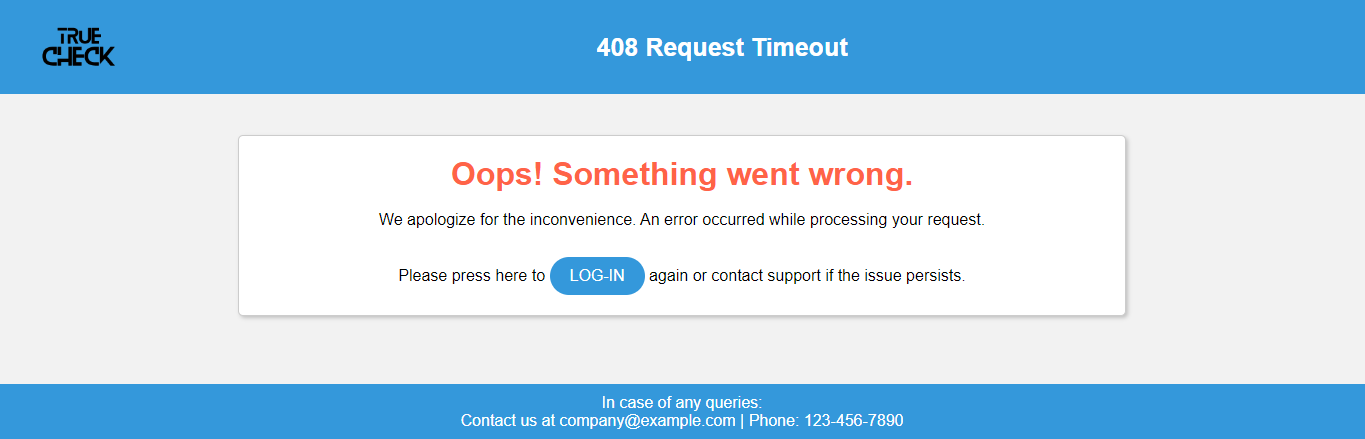 TRUE
CHECK
408 Request Timeout
Oops! Something went wrong.
We apologize for the inconvenience. An error occurred while processing your request.
Please press here to LOG-IN again or contact support if the issue persists.
In case of any queries:
Contact us at company@example.com | Phone: 123-456-7890